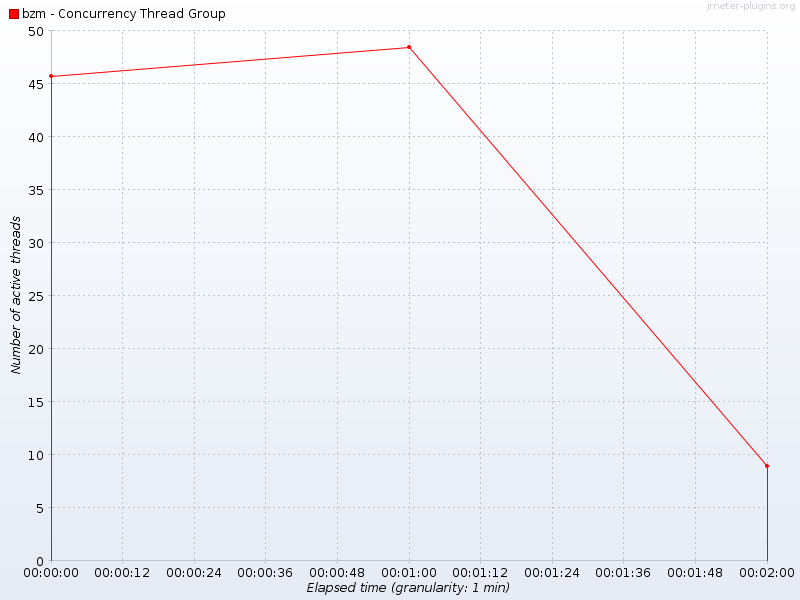 jmeter-plugins.org
bzm - Concurrency Thread Group
50
45
40
35
30
25
20
15
10
5
0
Number of active threads
00:00:00 00:00:12 00:00:24 00:00:36 00:00:48 00:01:00 00:01:12 00:01:24 00:01:36 00:01:48 00:02:00
Elapsed time (granularity: 1 min)